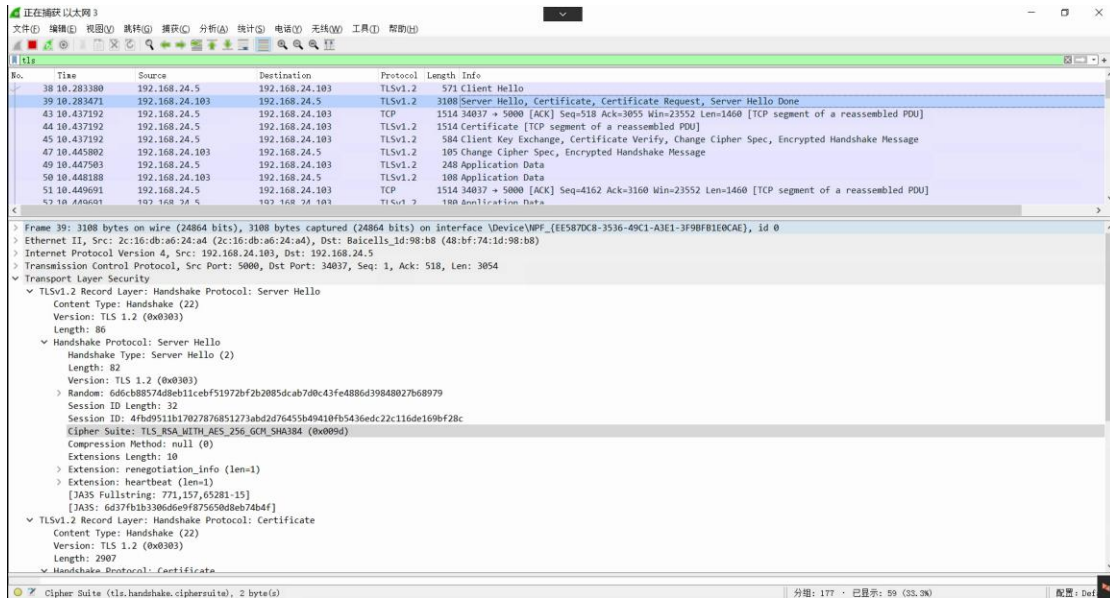 正在捕获 以太网 3
文件(F) 编辑(E) 视图(V) 跳转(G) 捕获(C) 分析(A) 统计(S) 电话(Y) 无线(W) 工具(T) 帮助(H)
tls
No. Time Source Destination Protocol Length Info
38 10.283380 192.168.24.5 192.168.24.103 TLSv1.2 571 Client Hello
39 10.283471 192.168.24.103 192.168.24.5 TLSv1.2 3108 Server Hello, Certificate, Certificate Request, Server Hello Done
43 10.437192 192.168.24.5 192.168.24.103 TCP 1514 34037 → 5000 [ACK] Seq=518 Ack=3055 Win=23552 Len=1460 [TCP segment of a reassembled PDU]
44 10.437192 192.168.24.5 192.168.24.103 TLSv1.2 1514 Certificate [TCP segment of a reassembled PDU]
45 10.437192 192.168.24.5 192.168.24.103 TLSv1.2 584 Client Key Exchange, Certificate Verify, Change Cipher Spec, Encrypted Handshake Message
47 10.445802 192.168.24.103 192.168.24.5 TLSv1.2 105 Change Cipher Spec, Encrypted Handshake Message
49 10.447503 192.168.24.5 192.168.24.103 TLSv1.2 248 Application Data
50 10.448188 192.168.24.103 192.168.24.5 TLSv1.2 108 Application Data
51 10.449691 192.168.24.5 192.168.24.103 TCP 1514 34037 → 5000 [ACK] Seq=4162 Ack=3160 Win=23552 Len=1460 [TCP segment of a reassembled PDU]
52 10.449691 192.168.24.5 192.168.24.103 TLSv1.2 180 Application Data
Frame 39: 3108 bytes on wire (24864 bits), 3108 bytes captured (24864 bits) on interface \Device\NPF_{EE587DC8-3536-49C1-A3E1-3F9BFB1E0CAE}, id 0
Ethernet II, Src: 2c:16:db:a6:24:a4 (2c:16:db:a6:24:a4), Dst: Baicells_1d:98:b8 (48:bf:74:1d:98:b8)
Internet Protocol Version 4, Src: 192.168.24.103, Dst: 192.168.24.5
Transmission Control Protocol, Src Port: 5000, Dst Port: 34037, Seq: 1, Ack: 518, Len: 3054
Transport Layer Security
TLSv1.2 Record Layer: Handshake Protocol: Server Hello
Content Type: Handshake (22)
Version: TLS 1.2 (0x0303)
Length: 86
Handshake Protocol: Server Hello
Handshake Type: Server Hello (2)
Length: 82
Version: TLS 1.2 (0x0303)
Random: 6d6cb88574d8eb11cebf51972bf2b2085dcab7d0c43fe4886d39848027b68979
Session ID Length: 32
Session ID: 4fbd9511b17027876851273abd2d76455b49410fb5436edc22c116de169bf28c
Cipher Suite: TLS_RSA_WITH_AES_256_GCM_SHA384 (0x009d)
Compression Method: null (0)
Extensions Length: 10
Extension: renegotiation_info (len=1)
Extension: heartbeat (len=1)
[JA3S Fullstring: 771,157,65281-15]
[JA3S: 6d37fb1b3306d6e9f875650d8eb74b4f]
TLSv1.2 Record Layer: Handshake Protocol: Certificate
Content Type: Handshake (22)
Version: TLS 1.2 (0x0303)
Length: 2907
Handshake Protocol: Certificate
Cipher Suite (tls.handshake.ciphersuite), 2 byte(s)
分组: 177 · 已显示: 59 (33.3%)
配置: Def